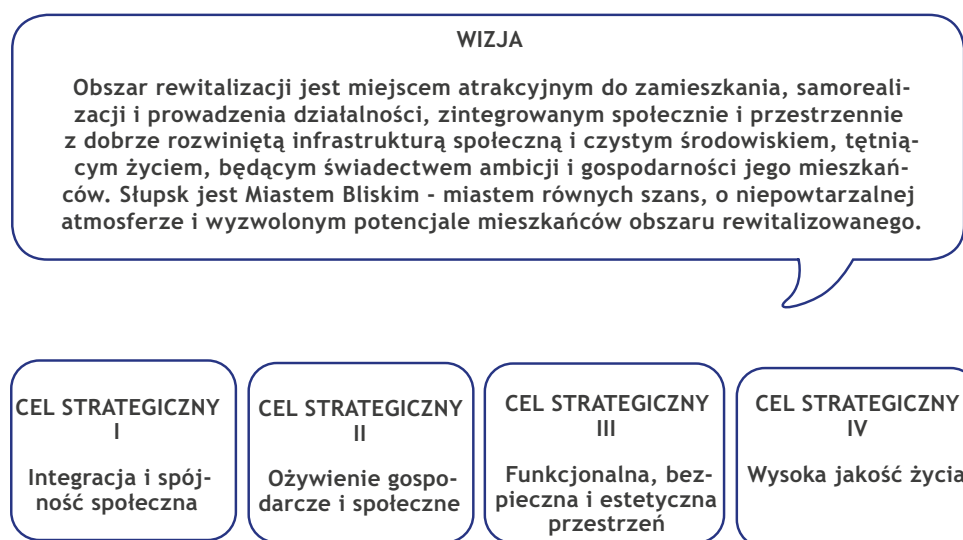 WIZJA
Obszar rewitalizacji jest miejscem atrakcyjnym do zamieszkania, samoreali-
zacji i prowadzenia działalności, zintegrowanym społecznie i przestrzennie
z dobrze rozwiniętą infrastrukturą społeczną i czystym środowiskiem, tętnią-
cym życiem, będącym świadectwem ambicji i gospodarności jego mieszkań-
ców. Słupsk jest Miastem Bliskim - miastem równych szans, o niepowtarzalnej
atmosferze i wyzwolonym potencjale mieszkańców obszaru rewitalizowanego.
CEL STRATEGICZNY
I
Integracja i spój-
ność społeczna
CEL STRATEGICZNY
II
Ożywienie gospo-
darcze i społeczne
CEL STRATEGICZNY
III
Funkcjonalna, bez-
pieczna i estetyczna
przestrzeń
CEL STRATEGICZNY
IV
Wysoka jakość życia